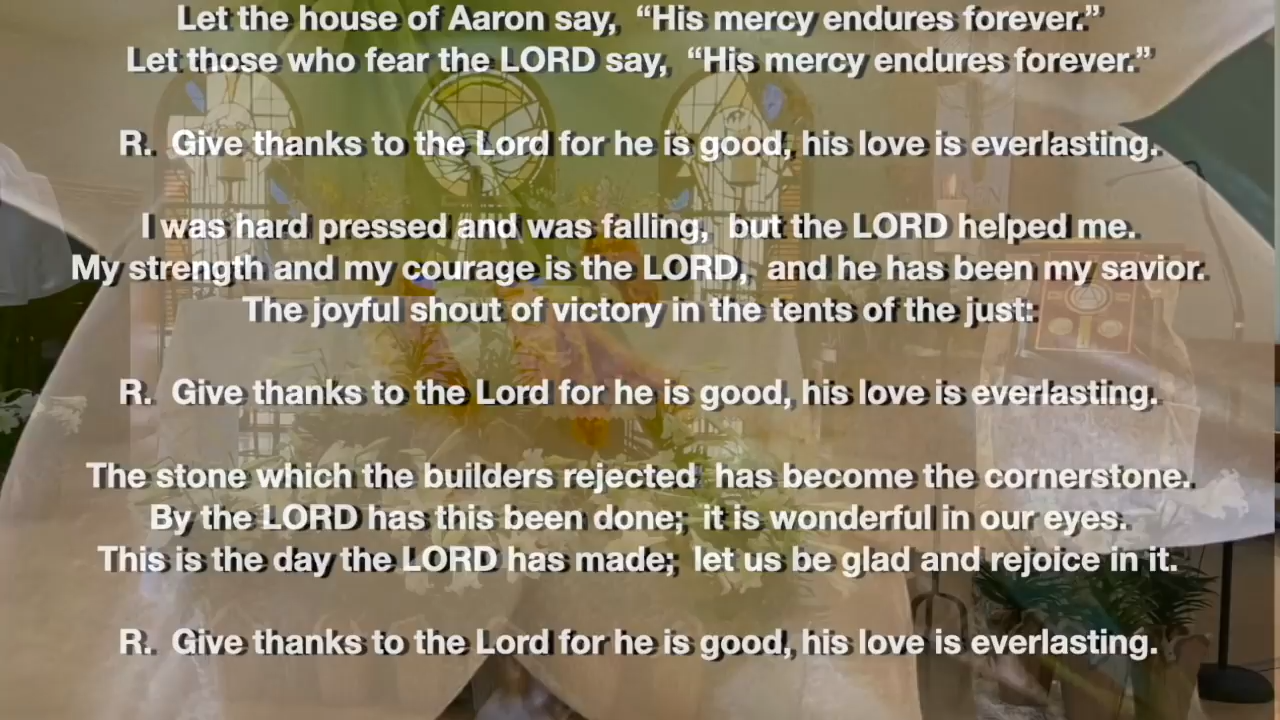 Let the house of Aaron say, “His mercy endures forever.”
Let those who fear the LORD say, “His mercy endures forever.”
R. Give thanks to the Lord for he is good, his love is everlasting.
I was hard pressed and was falling, but the LORD helped me.
My strength and my courage is the LORD, and he has been my savior.
The joyful shout of victory in the tents of the just:
R. Give thanks to the Lord for he is good, his love is everlasting.
The stone which the builders rejected has become the cornerstone.
By the LORD has this been done; it is wonderful in our eyes.
This is the day the LORD has made; let us be glad and rejoice in it.
R. Give thanks to the Lord for he is good, his love is everlasting.